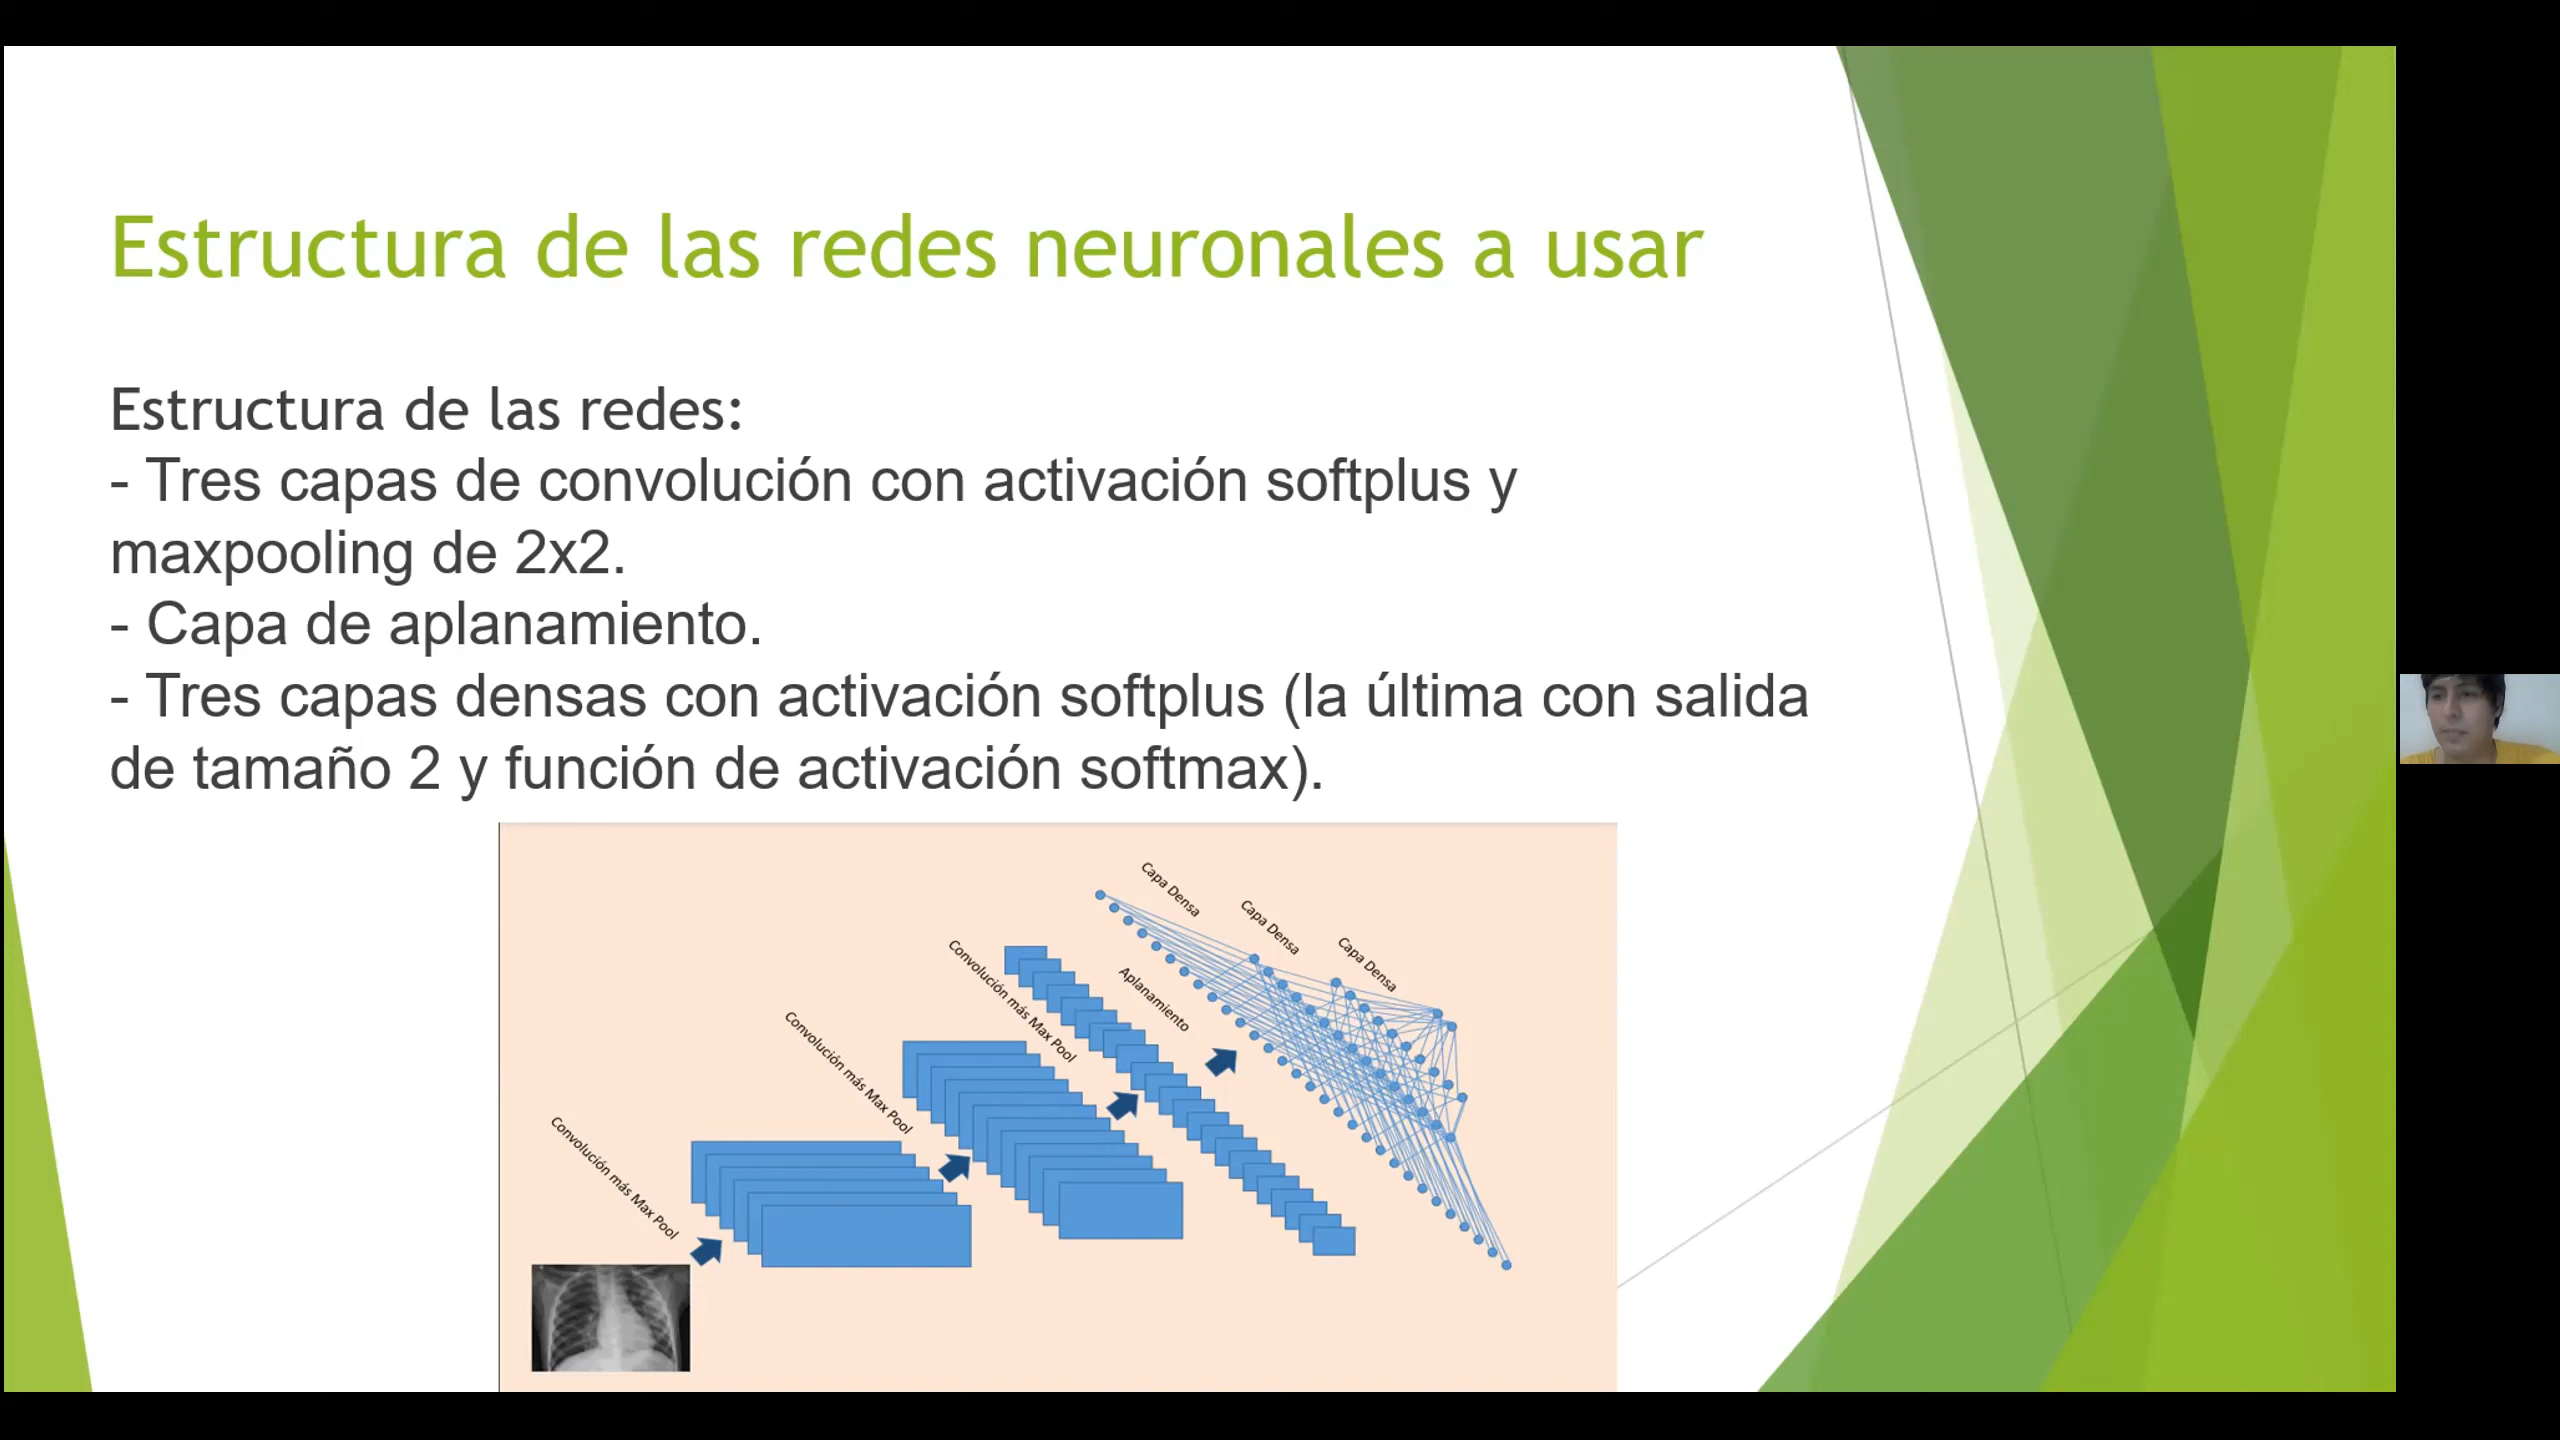 Estructura de las redes neuronales a usar
Estructura de las redes:
- Tres capas de convolución con activación softplus y
maxpooling de 2x2.
- Capa de aplanamiento.
- Tres capas densas con activación softplus (la última con salida
de tamaño 2 y función de activación softmax).
Convolución más Max Pool
Convolución más Max Pool
Convolución más Max Pool
Aplanamiento
Capa Densa
Capa Densa
Capa Densa